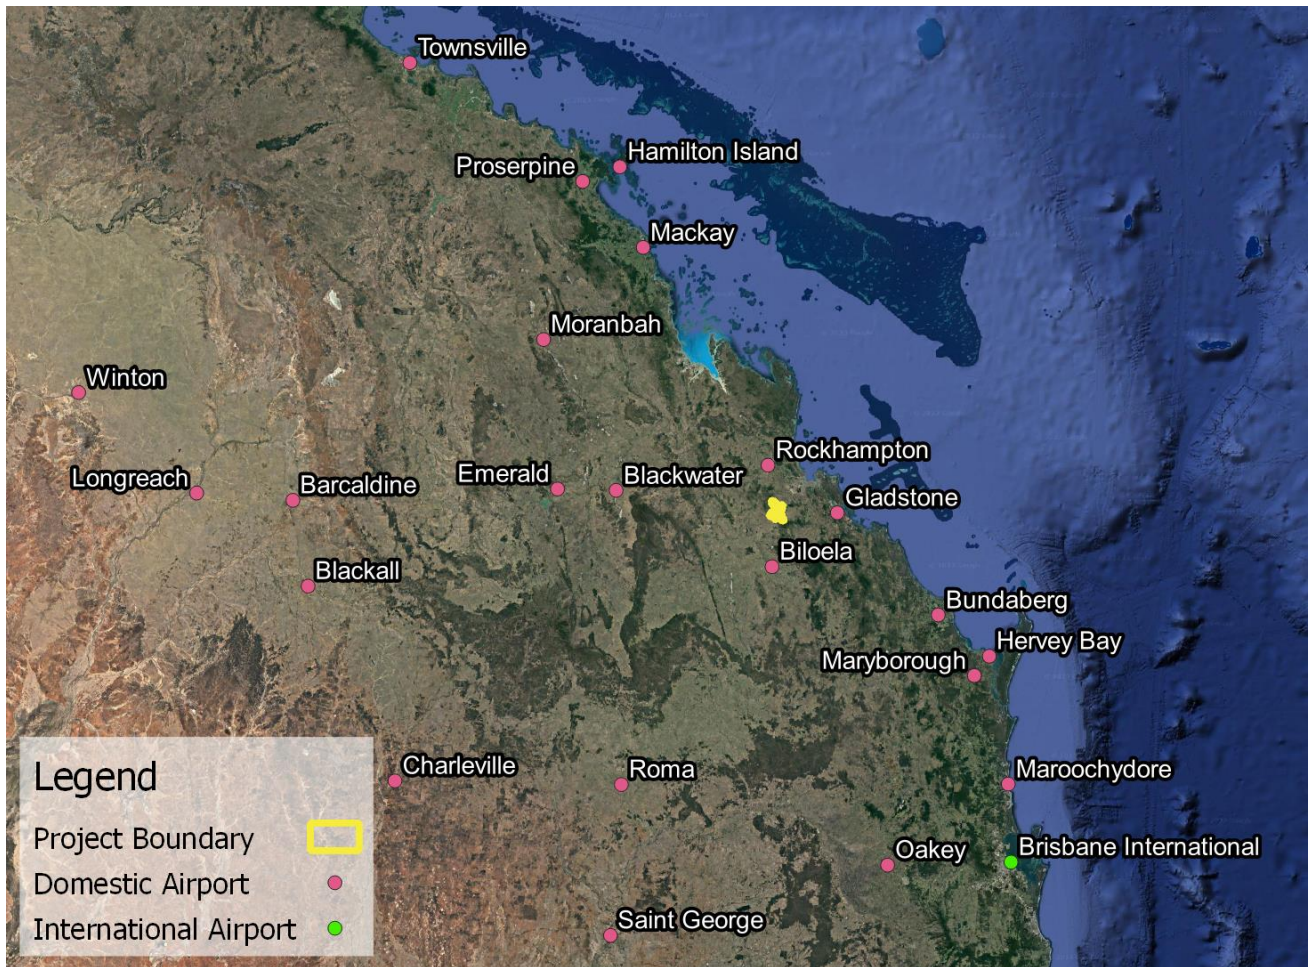 Townsville
Hamilton Island
Proserpine
Mackay
Moranbah
Winton
Rockhampton
Longreach
Barcaldine
Emerald
Blackwater
Gladstone
Biloela
Blackall
Bundaberg
Hervey Bay
Maryborough
Charleville
Roma
Maroochydore
Oakey
Brisbane International
Saint George
Legend
Project Boundary
Domestic Airport
International Airport